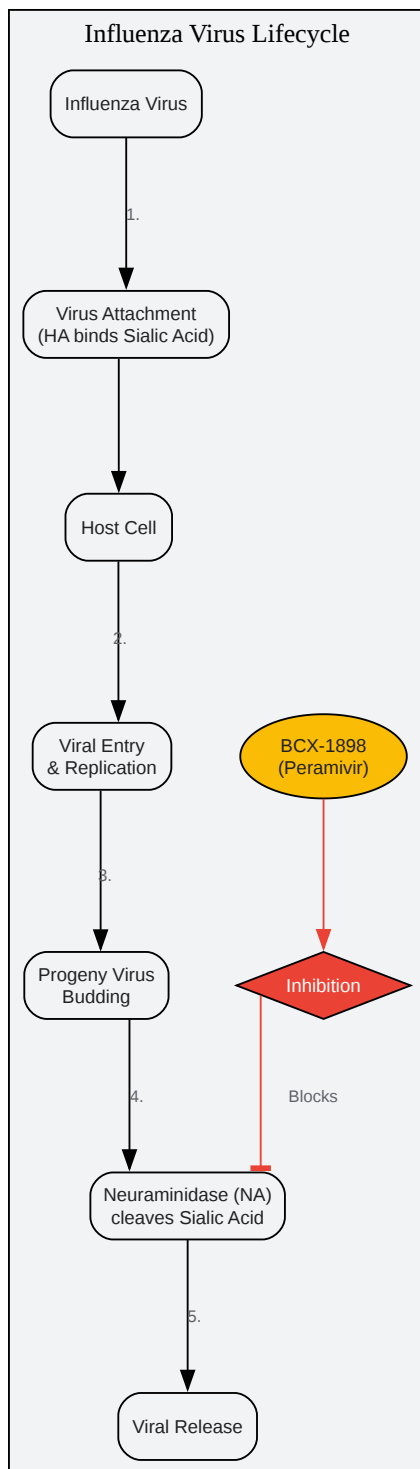 Influenza Virus Lifecycle
Influenza Virus
1.
Virus Attachment
(HA binds Sialic Acid)
Host Cell
2.
Viral Entry
& Replication
BCX-1898
(Peramivir)
3.
Progeny Virus
Budding
Inhibition
4.
Blocks
Neuraminidase (NA)
cleaves Sialic Acid
5.
Viral Release